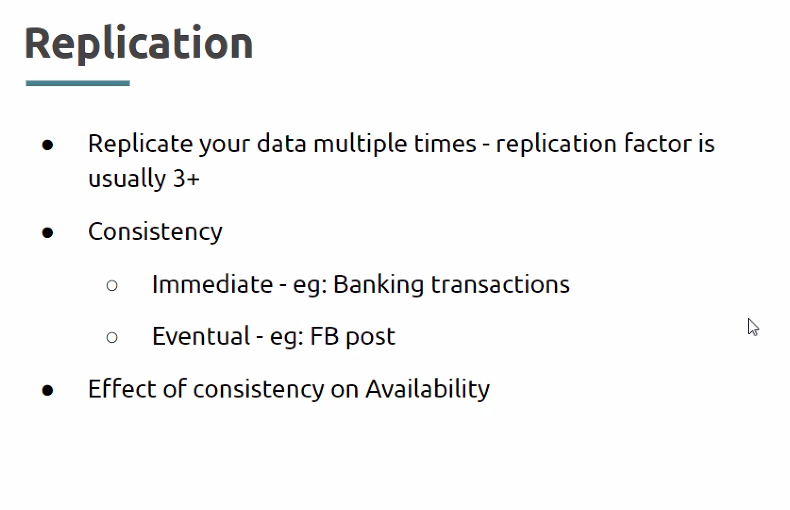 Replication
● Replicate your data multiple times - replication factor is
usually 3+
● Consistency
○ Immediate - eg: Banking transactions
○ Eventual - eg: FB post
● Effect of consistency on Availability